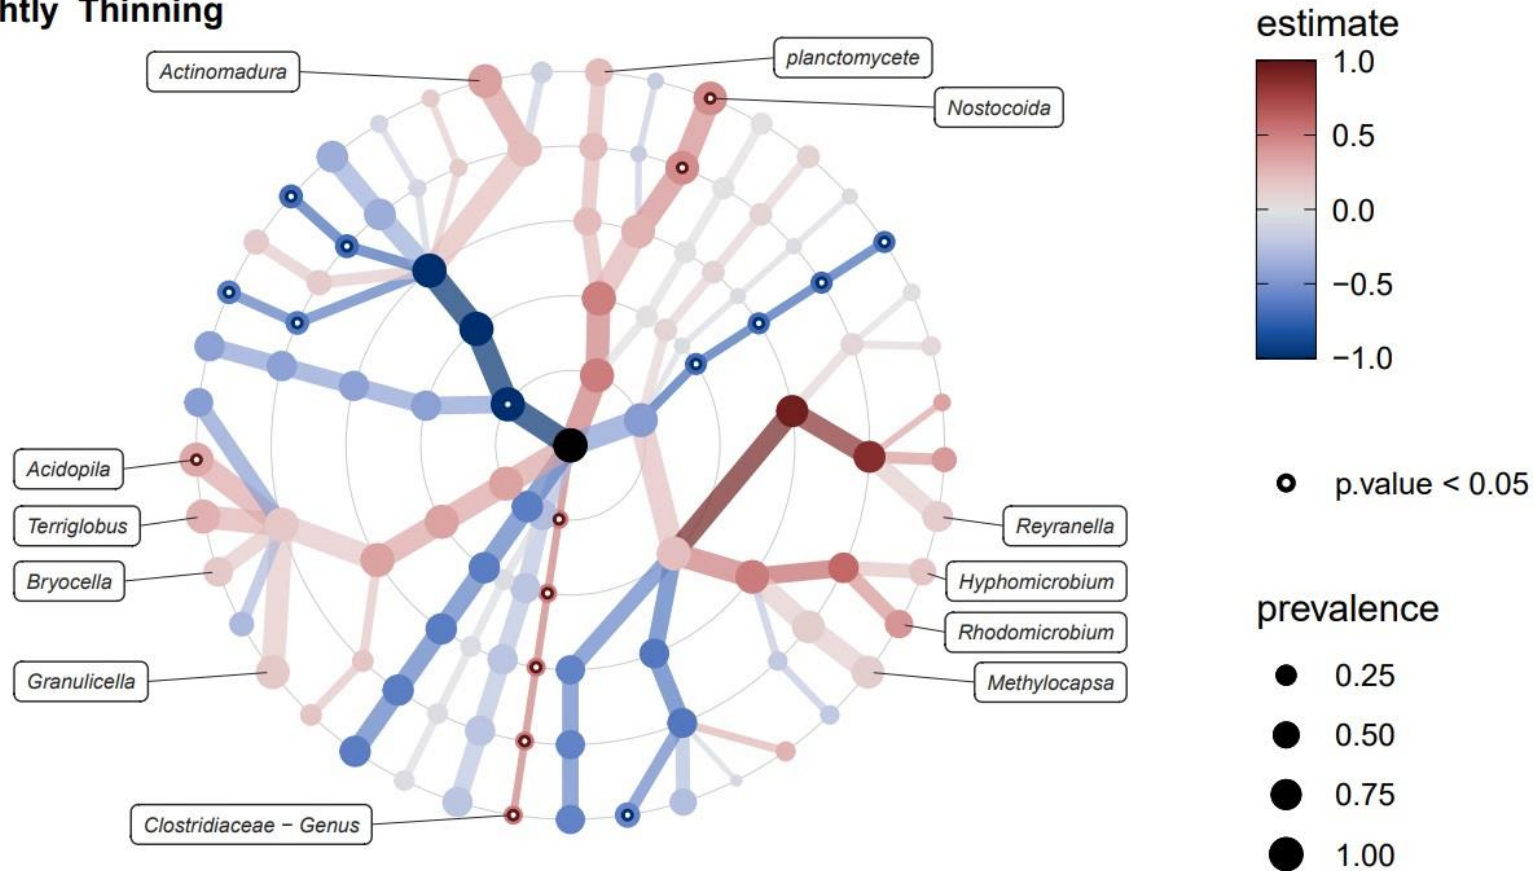 htly Thinning
Actinomadura
planctomycete
Nostocoida
Acidopila
Terriglobus
Bryocella
Granulicella
Clostridiaceae − Genus
Reyranella
Hyphomicrobium
Rhodomicrobium
Methylocapsa
estimate
1.0
0.5
0.0
−0.5
−1.0
p.value < 0.05
prevalence
0.25
0.50
0.75
1.00